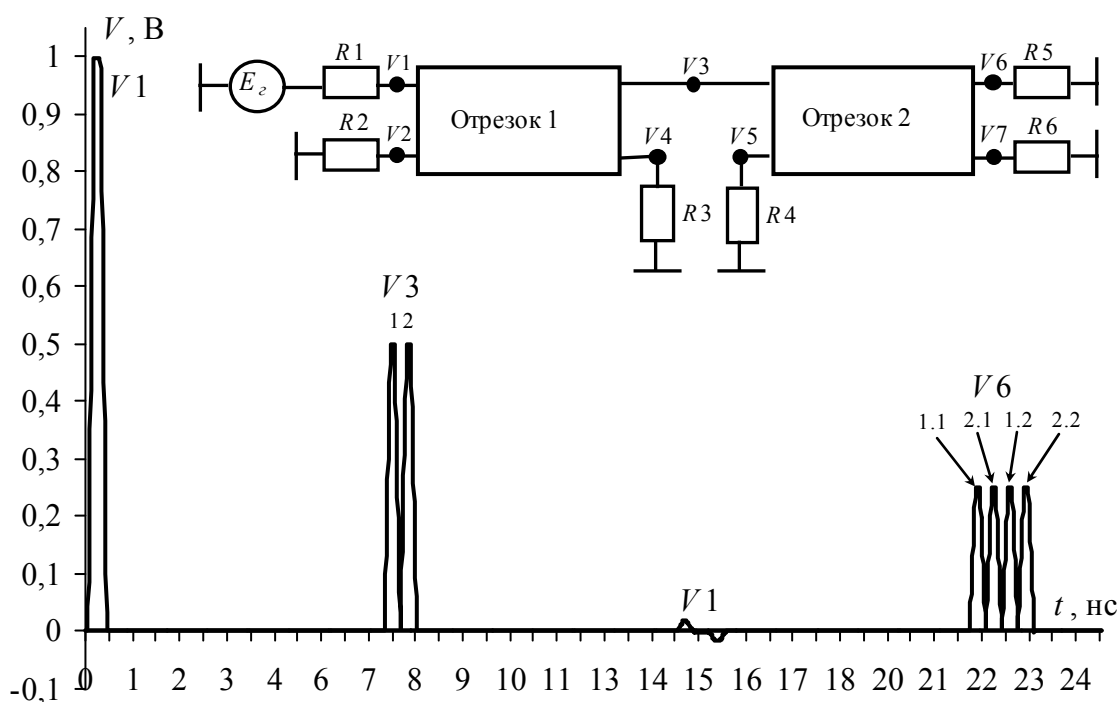 V, В
V1
1
0,9
0,8
0,7
0,6
0,5
0,4
0,3
0,2
0,1
0
-0,1
R1 V1
E г
R2 V2
Отрезок 1
V3
V4
R3
V5
R4
Отрезок 2
V6 R5
V7 R6
V3
1 2
V6
1.1 2.1 1.2 2.2
V1
t, нс
0 1 2 3 4 5 6 7 8 9 10 11 12 13 14 15 16 17 18 19 20 21 22 23 24